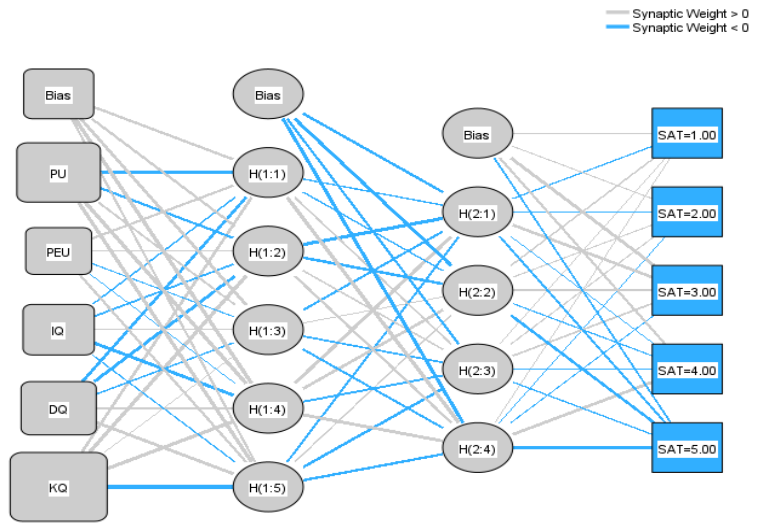 Synaptic Weight > 0
Synaptic Weight < 0
Bias
PU
PEU
IQ
DQ
KQ
Bias
H(1:1)
H(1:2)
H(1:3)
H(1:4)
H(1:5)
Bias
H(2:1)
H(2:2)
H(2:3)
H(2:4)
SAT=1.00
SAT=2.00
SAT=3.00
SAT=4.00
SAT=5.00